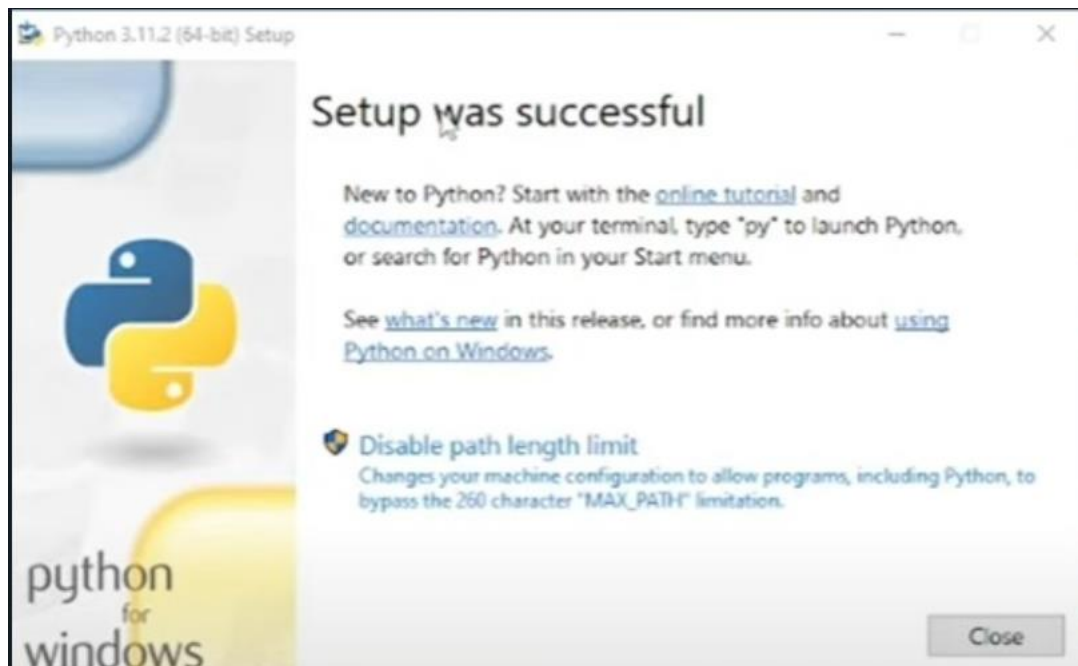 Python 3.11.2 (64-bit) Setup
Setup was successful
New to Python? Start with the online tutorial and
documentation. At your terminal, type "py" to launch Python,
or search for Python in your Start menu.
See what's new in this release, or find more info about using
Python on Windows.
Disable path length limit
Changes your machine configuration to allow programs, including Python, to
bypass the 260 character "MAX_PATH" limitation.
python
for
windows
Close